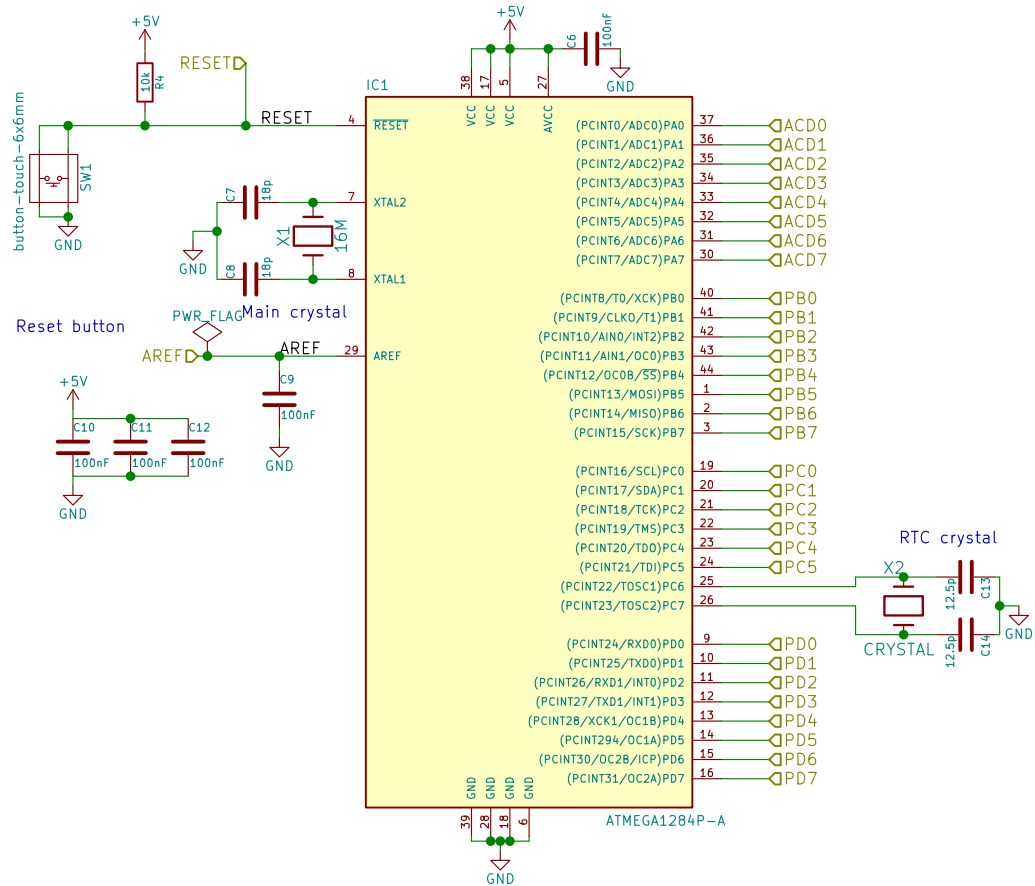 +5V
RESET
10k
R4
RESET
button-touch-6x6mm
SW1
GND
C7
18p
GND
X1
16M
C8
18p
Main crystal
Reset button
PWR_FLAG
AREF
AREF
C9
100nF
GND
+5V
C10
100nF
C11
100nF
C12
100nF
GND
+5V
C6
100nF
GND
IC1
38
17
5
27
VCC
VCC
VCC
AVCC
4 RESET
7 XTAL2
8 XTAL1
29 AREF
(PCINT0/ADC0)PA0 37 ACD0
(PCINT1/ADC1)PA1 36 ACD1
(PCINT2/ADC2)PA2 35 ACD2
(PCINT3/ADC3)PA3 34 ACD3
(PCINT4/ADC4)PA4 33 ACD4
(PCINT5/ADC5)PA5 32 ACD5
(PCINT6/ADC6)PA6 31 ACD6
(PCINT7/ADC7)PA7 30 ACD7
(PCINT8/T0/XCK)PB0 40 PB0
(PCINT9/CLKO/T1)PB1 41 PB1
(PCINT10/AIN0/INT2)PB2 42 PB2
(PCINT11/AIN1/OC0)PB3 43 PB3
(PCINT12/OC0B/SS)PB4 44 PB4
(PCINT13/MOSI)PB5 1 PB5
(PCINT14/MISO)PB6 2 PB6
(PCINT15/SCK)PB7 3 PB7
(PCINT16/SCL)PC0 19 PC0
(PCINT17/SDA)PC1 20 PC1
(PCINT18/TCK)PC2 21 PC2
(PCINT19/TMS)PC3 22 PC3
(PCINT20/TDO)PC4 23 PC4
(PCINT21/TDI)PC5 24 PC5
(PCINT22/TOSC1)PC6 25
(PCINT23/TOSC2)PC7 26
(PCINT24/RXD0)PD0 9 PD0
(PCINT25/TXD0)PD1 10 PD1
(PCINT26/RXD1/INT0)PD2 11 PD2
(PCINT27/TXD1/INT1)PD3 12 PD3
(PCINT28/XCK1/OC1B)PD4 13 PD4
(PCINT294/OC1A)PD5 14 PD5
(PCINT30/OC2B/ICP)PD6 15 PD6
(PCINT31/OC2A)PD7 16 PD7
GND
GND
GND
GND
39
28
18
6
GND
ATMEGA1284P-A
RTC crystal
X2
CRYSTAL
12.5p
C13
12.5p
C14
GND